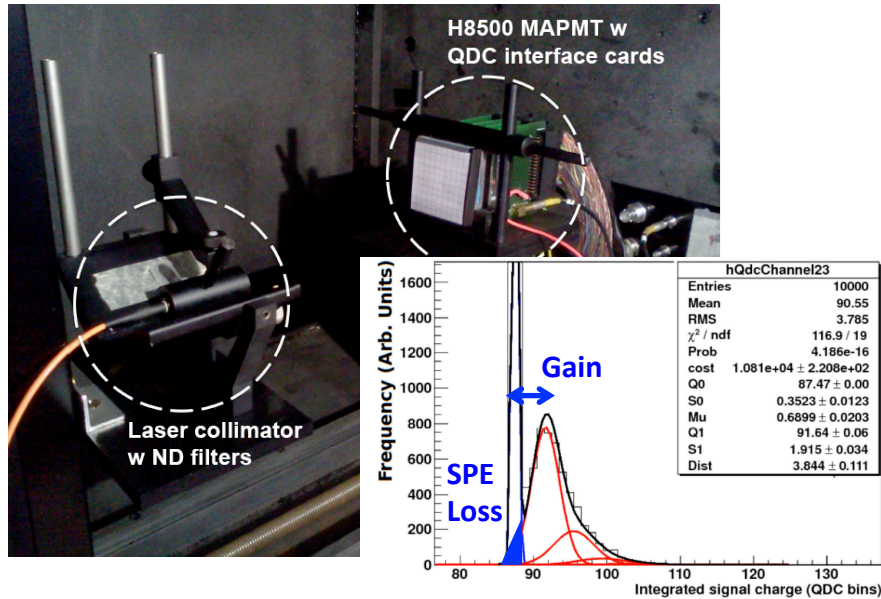 H8500 MAPMT w
QDC interface cards
Laser collimator
w ND filters
hQdcChannel23
Entries 10000
Mean 90.55
RMS 3.785
χ² / ndf 116.9 / 19
Prob 4.186e-16
cost 1.081e+04 ± 2.208e+02
Q0 87.47 ± 0.00
S0 0.3523 ± 0.0123
Mu 0.6899 ± 0.0203
Q1 91.64 ± 0.06
S1 1.915 ± 0.034
Dist 3.844 ± 0.111
Frequency (Arb. Units)
1600
1400
1200
1000
800
600
400
200
0
Gain
SPE
Loss
80 90 100 110 120 130
Integrated signal charge (QDC bins)